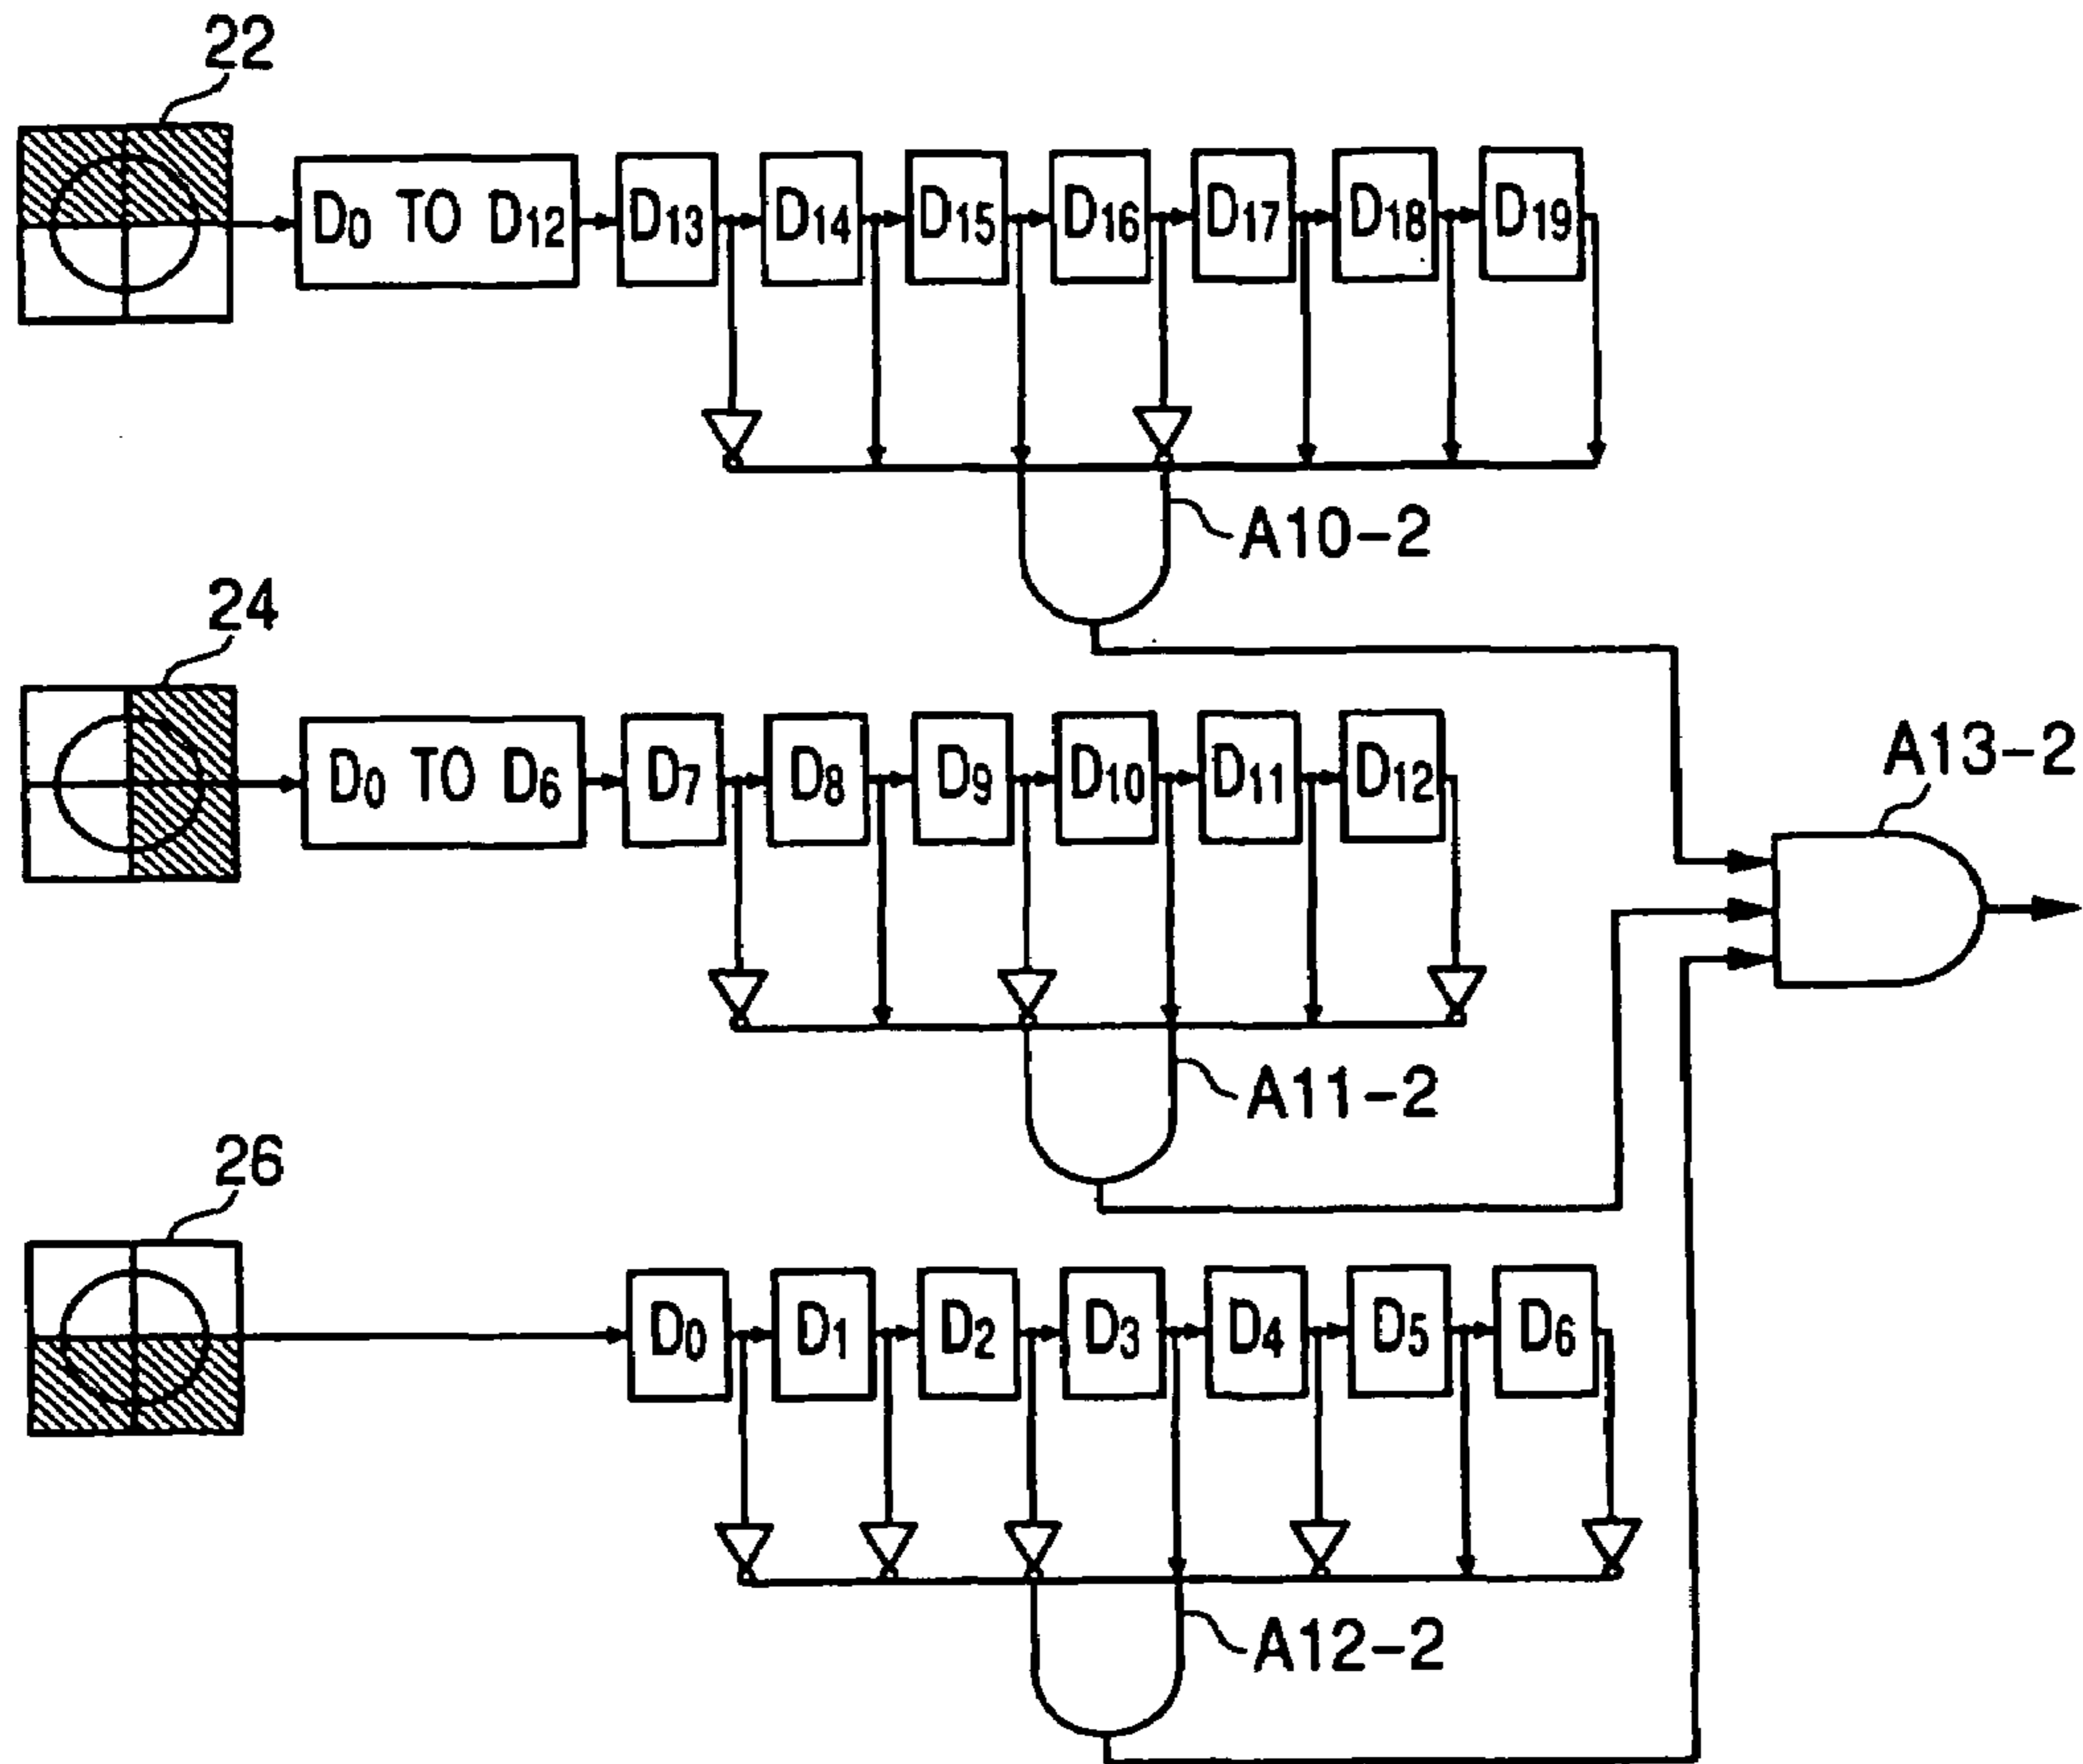 22
D0 TO D12 D13 D14 D15 D16 D17 D18 D19
A10-2
24
D0 TO D6 D7 D8 D9 D10 D11 D12
A13-2
A11-2
26
D0 D1 D2 D3 D4 D5 D6
A12-2